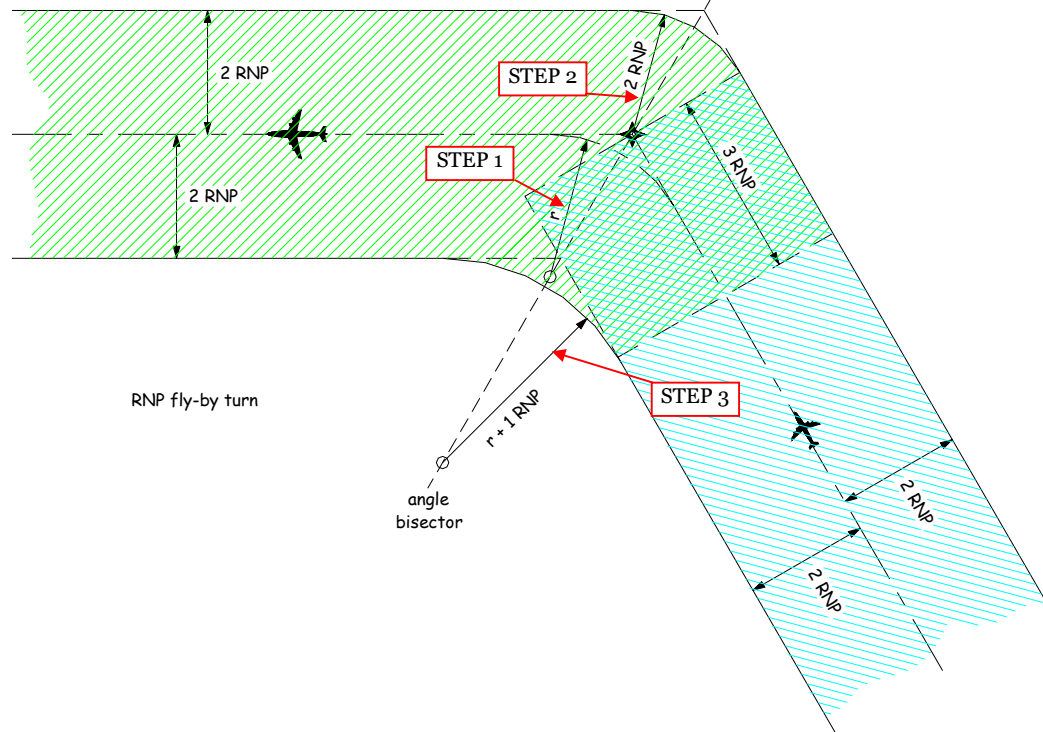 2 RNP
STEP 2
2 RNP
STEP 1
3 RNP
2 RNP
r
STEP 3
RNP fly-by turn
r + 1 RNP
angle
bisector
2 RNP
2 RNP